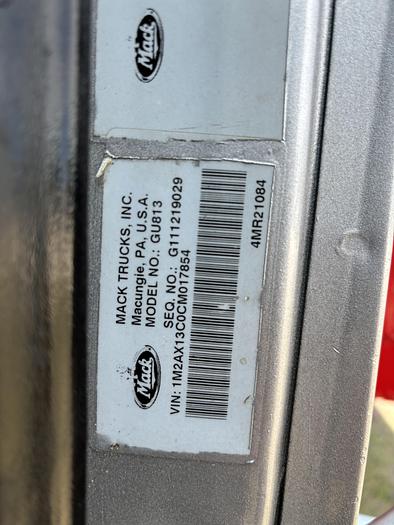 Mack
MACK TRUCKS, INC.
Macungie, PA, U.S.A.
MODEL NO.: GU813
SEQ. NO.: G111219029
Mack
VIN: 1M2AX13C0CM017854
4MR21084